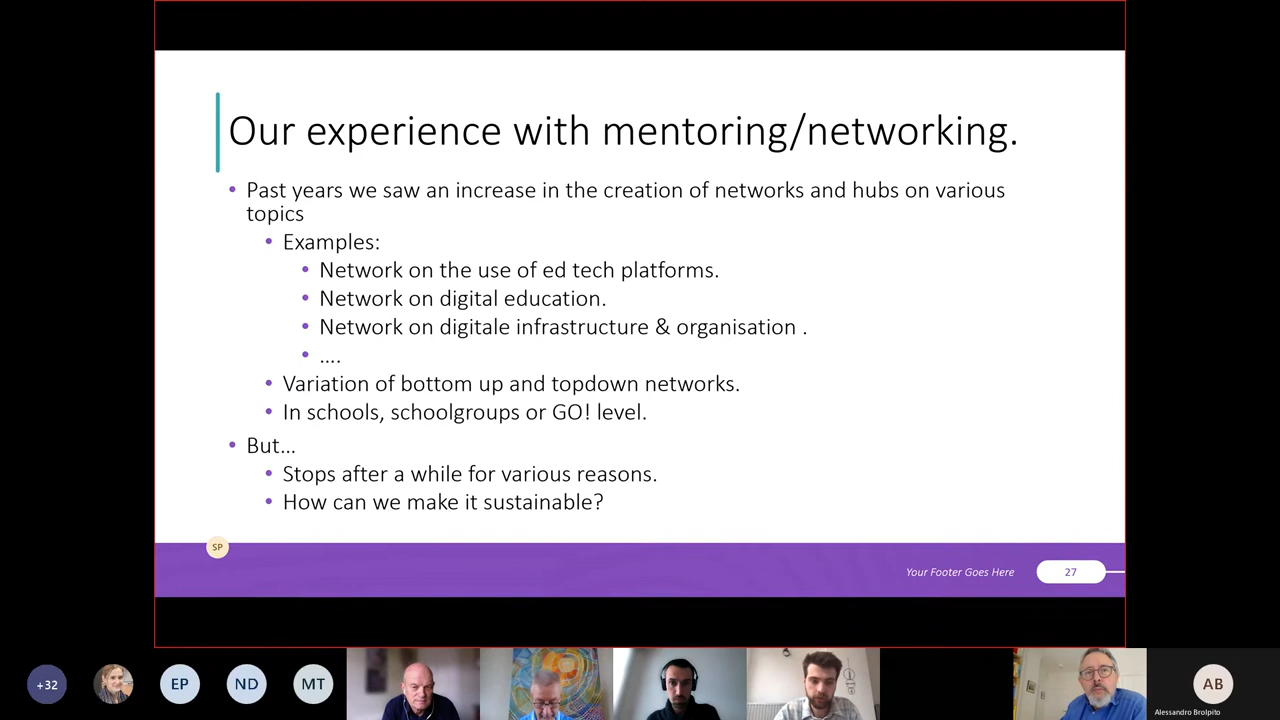 Our experience with mentoring/networking.
• Past years we saw an increase in the creation of networks and hubs on various
topics
• Examples:
• Network on the use of ed tech platforms.
• Network on digital education.
• Network on digitale infrastructure & organisation .
• ....
• Variation of bottom up and topdown networks.
• In schools, schoolgroups or GO! level.
• But...
• Stops after a while for various reasons.
• How can we make it sustainable?
SP
Your Footer Goes Here
27
+32
EP
ND
MT
AB
Alessandro Brolpito